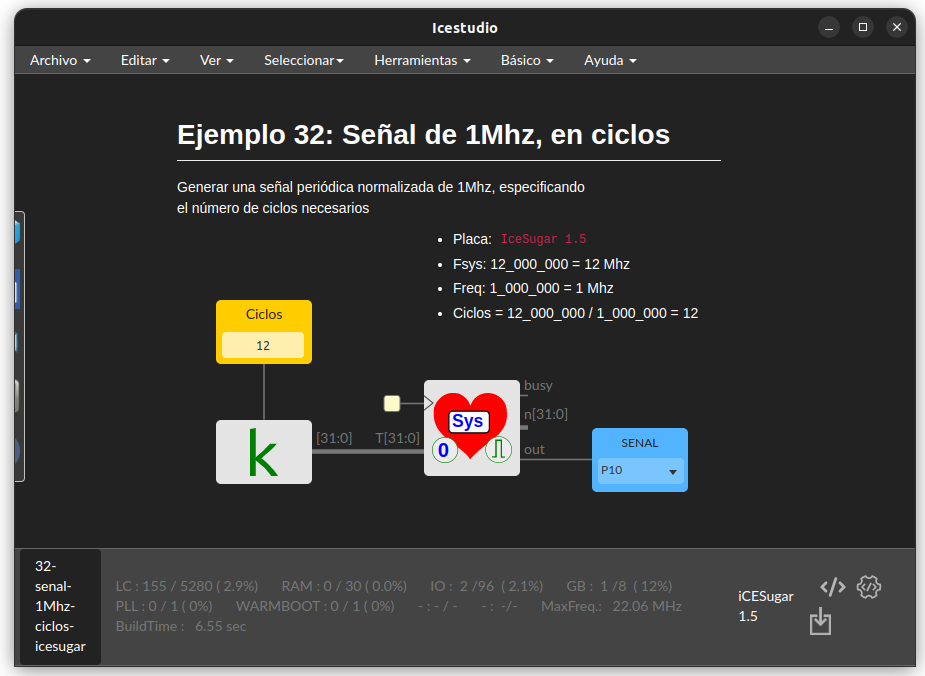 Icestudio
Archivo Editar Ver Seleccionar Herramientas Básico Ayuda
Ejemplo 32: Señal de 1Mhz, en ciclos
Generar una señal periódica normalizada de 1Mhz, especificando
el número de ciclos necesarios
Placa: IceSugar 1.5
Fsys: 12_000_000 = 12 Mhz
Freq: 1_000_000 = 1 Mhz
Ciclos = 12_000_000 / 1_000_000 = 12
Ciclos
12
k
[31:0]
T[31:0]
Sys
0
busy
n[31:0]
out
SENAL
P10
32-
senal-
1Mhz-
ciclos-
icesugar
LC : 155 / 5280 ( 2.9%) RAM : 0 / 30 ( 0.0%) IO : 2 /96 ( 2.1%) GB : 1 /8 ( 12%)
PLL : 0 / 1 ( 0%) WARMBOOT : 0 / 1 ( 0%) - : - / - - : -/- MaxFreq.: 22.06 MHz
BuildTime : 6.55 sec
iCESugar
1.5